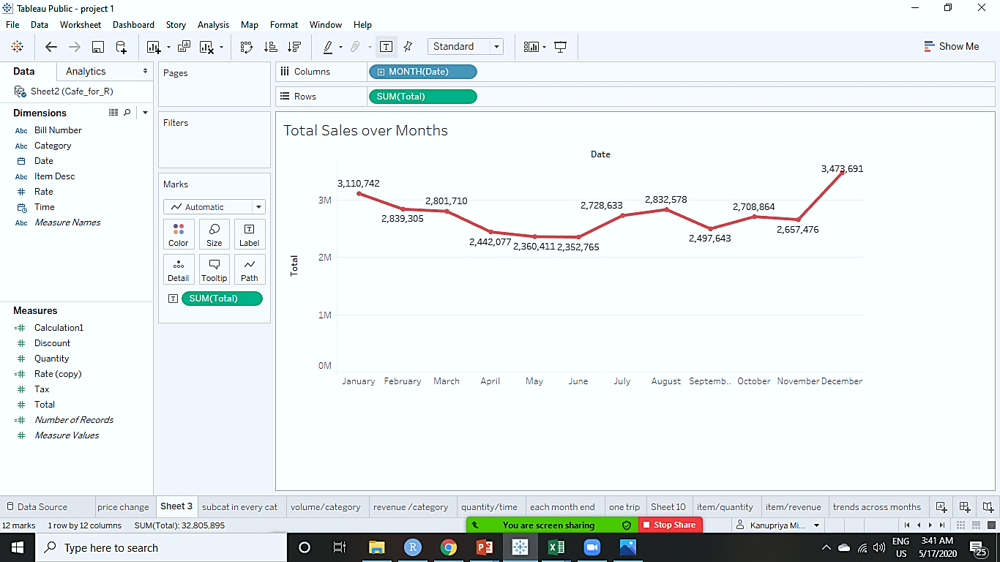 Tableau Public - project 1
File Data Worksheet Dashboard Story Analysis Map Format Window Help
Standard
Show Me
Data Analytics
Sheet2 (Cafe_for_R)
Dimensions
Abc Bill Number
Abc Category
Date
Abc Item Desc
# Rate
Time
Abc Measure Names
Measures
=# Calculation1
# Discount
# Quantity
=# Rate (copy)
# Tax
# Total
=# Number of Records
# Measure Values
Pages
Filters
Marks
Automatic
Color Size Label
Detail Tooltip Path
T SUM(Total)
Columns MONTH(Date)
Rows SUM(Total)
Total Sales over Months
Date
3,110,742
2,839,305
2,801,710
2,442,077
2,360,411
2,352,765
2,728,633
2,832,578
2,497,643
2,708,864
2,657,476
3,473,691
3M
2M
1M
0M
Total
January February March April May June July August Septemb.. October November December
Data Source price change Sheet 3 subcat in every cat volume/category revenue /category quantity/time each month end one trip Sheet 10 item/quantity item/revenue trends across months
12 marks 1 row by 12 columns SUM(Total): 32,805,895
You are screen sharing Stop Share
Kanupriya Mi...
Type here to search
ENG
US
3:41 AM
5/17/2020
25